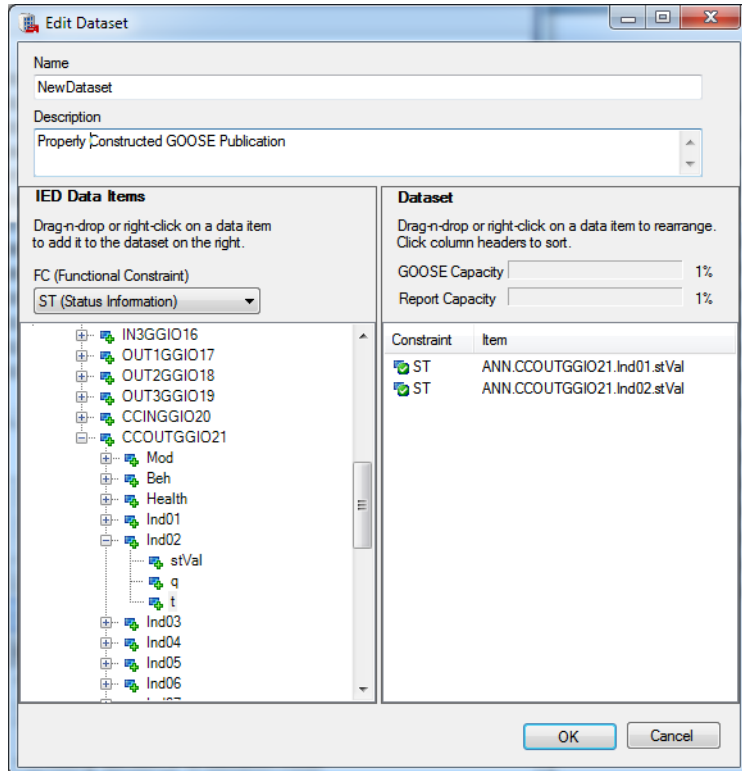 Edit Dataset
Name
NewDataset
Description
Properly Constructed GOOSE Publication
IED Data Items
Drag-n-drop or right-click on a data item
to add it to the dataset on the right.
FC (Functional Constraint)
ST (Status Information)
IN3GGIO16
OUT1GGIO17
OUT2GGIO18
OUT3GGIO19
CCINGGIO20
CCOUTGGIO21
Mod
Beh
Health
Ind01
Ind02
stVal
q
t
Ind03
Ind04
Ind05
Ind06
Dataset
Drag-n-drop or right-click on a data item to rearrange.
Click column headers to sort.
GOOSE Capacity 1%
Report Capacity 1%
Constraint Item
ST ANN.CCOUTGGIO21.Ind01.stVal
ST ANN.CCOUTGGIO21.Ind02.stVal
OK Cancel